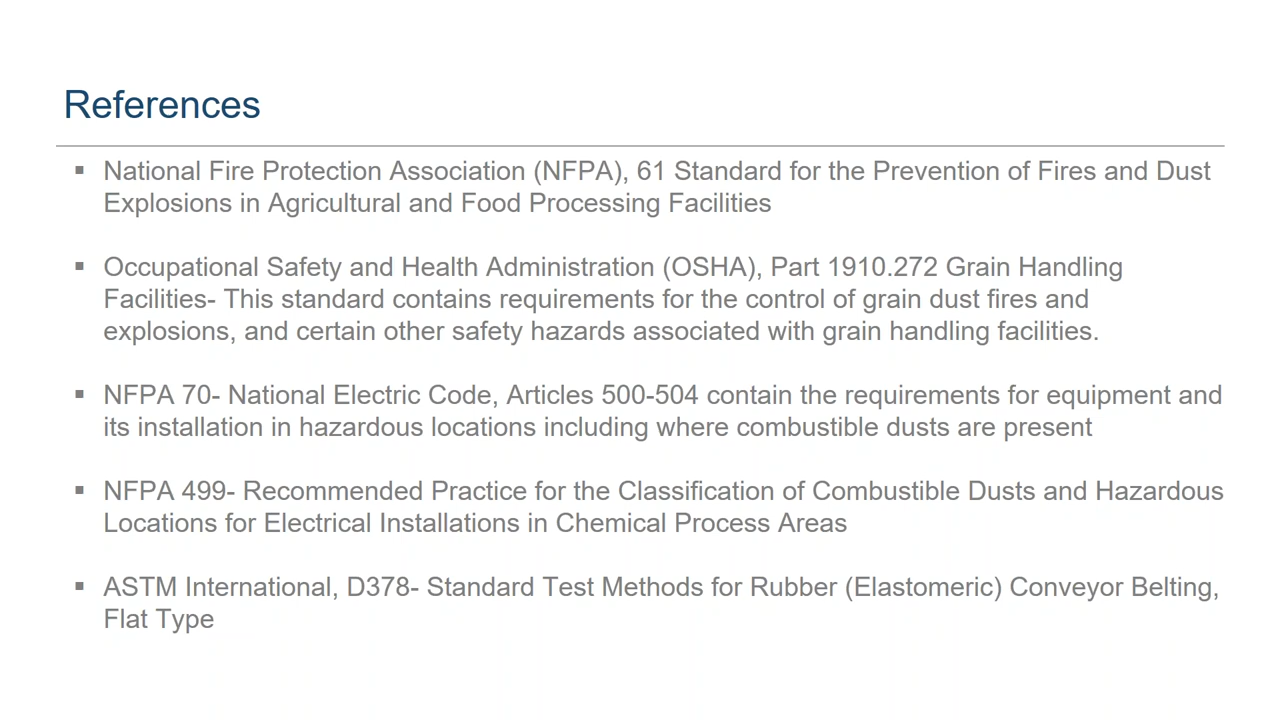 References
▪ National Fire Protection Association (NFPA), 61 Standard for the Prevention of Fires and Dust
Explosions in Agricultural and Food Processing Facilities
▪ Occupational Safety and Health Administration (OSHA), Part 1910.272 Grain Handling
Facilities- This standard contains requirements for the control of grain dust fires and
explosions, and certain other safety hazards associated with grain handling facilities.
▪ NFPA 70- National Electric Code, Articles 500-504 contain the requirements for equipment and
its installation in hazardous locations including where combustible dusts are present
▪ NFPA 499- Recommended Practice for the Classification of Combustible Dusts and Hazardous
Locations for Electrical Installations in Chemical Process Areas
▪ ASTM International, D378- Standard Test Methods for Rubber (Elastomeric) Conveyor Belting,
Flat Type